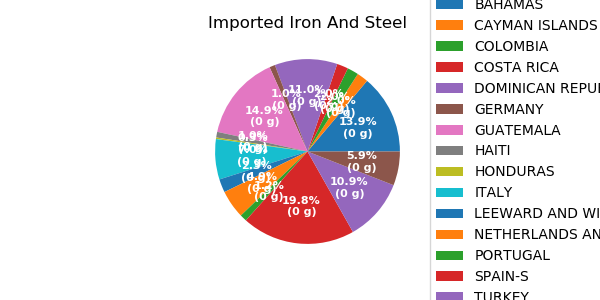 Imported Iron And Steel
BAHAMAS
CAYMAN ISLANDS
COLOMBIA
COSTA RICA
DOMINICAN REPU
GERMANY
GUATEMALA
HAITI
HONDURAS
ITALY
LEEWARD AND WI
NETHERLANDS AN
PORTUGAL
SPAIN-S
TURKEY
13.9%
(0 g)
11.0%
(0 g)
1.0%
(0 g)
14.9%
(0 g)
19.8%
(0 g)
10.9%
(0 g)
5.9%
(0 g)